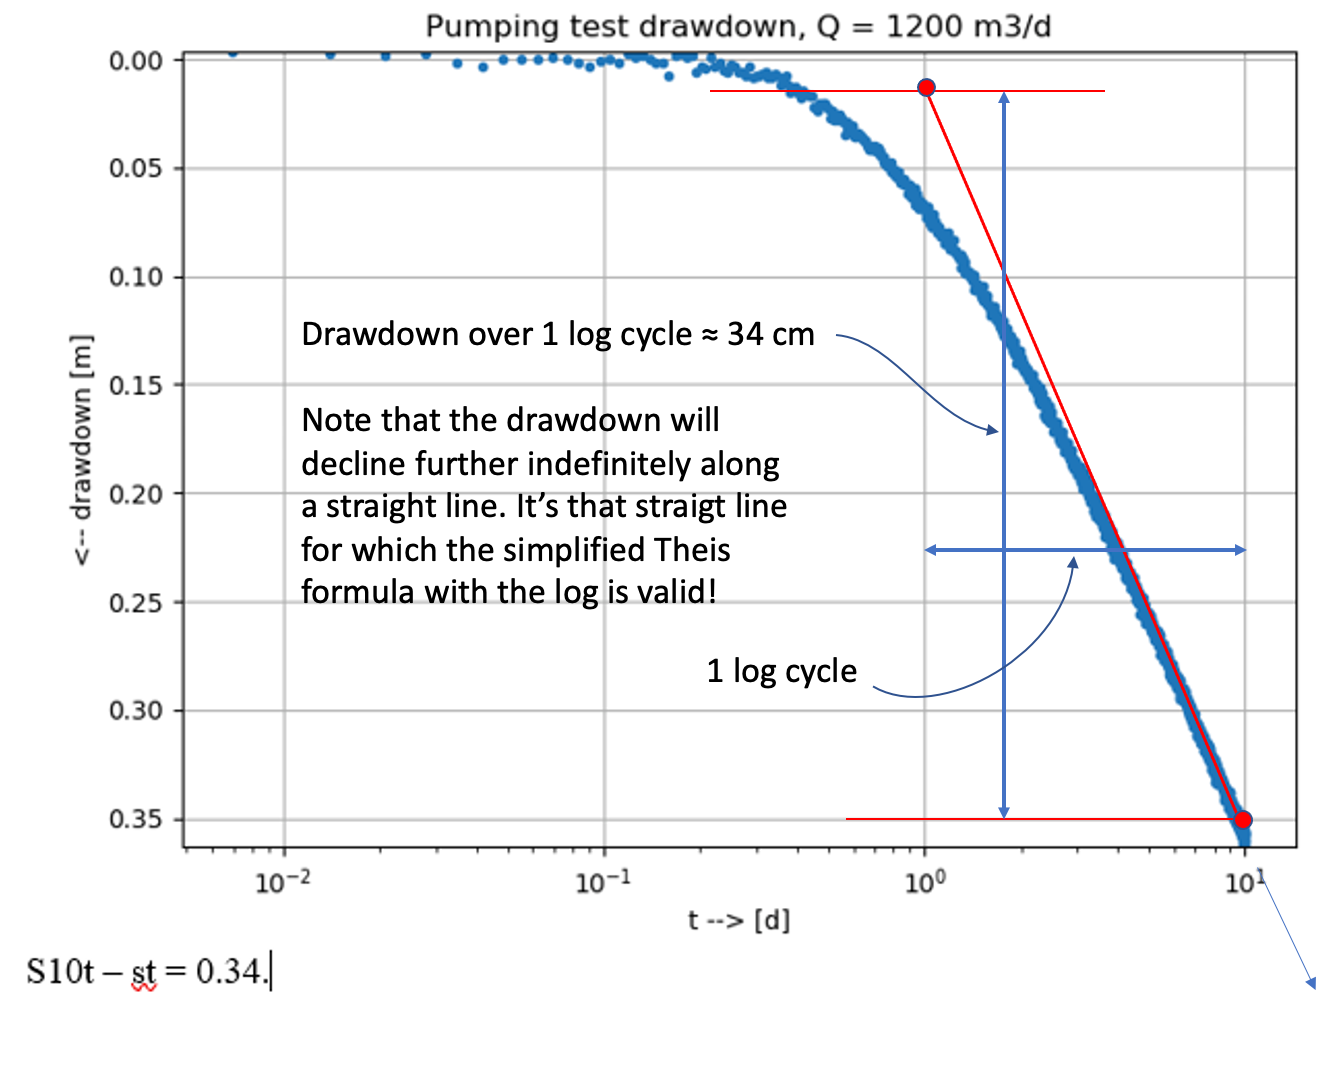 Pumping test drawdown, Q = 1200 m3/d
0.00
0.05
0.10
0.15
0.20
0.25
0.30
0.35
<-- drawdown [m]
Drawdown over 1 log cycle ≈ 34 cm
Note that the drawdown will
decline further indefinitely along
a straight line. It’s that straigt line
for which the simplified Theis
formula with the log is valid!
1 log cycle
10⁻² 10⁻¹ 10⁰ 10¹
t --> [d]
S10t – st = 0.34.